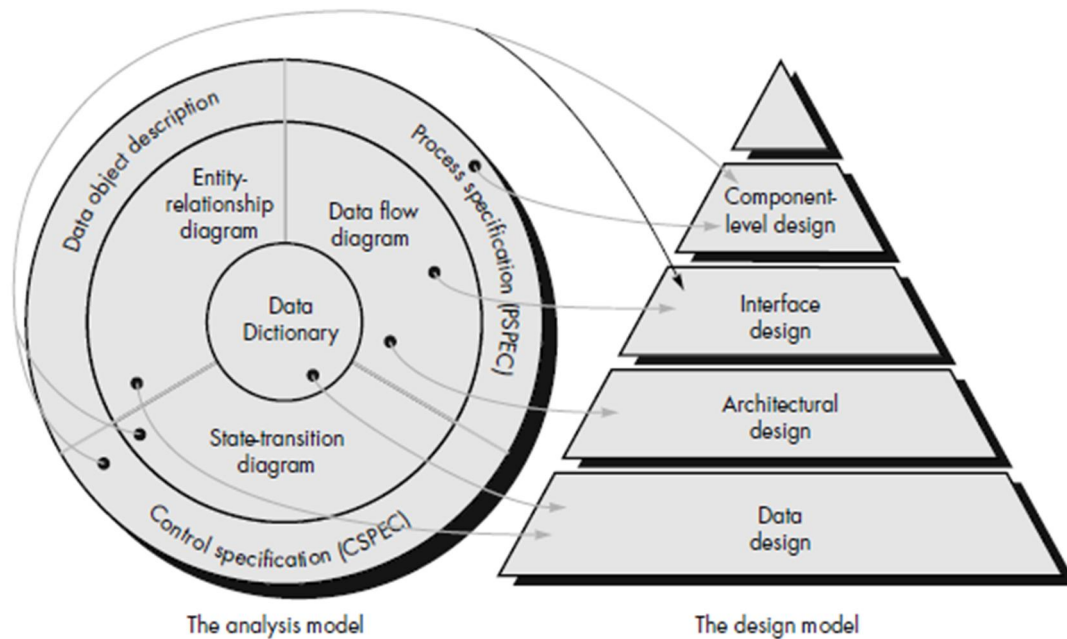 Data object description
Process specification (PSPEC)
Entity-
relationship
diagram
Data flow
diagram
Data
Dictionary
State-transition
diagram
Control specification (CSPEC)
The analysis model
Component-
level design
Interface
design
Architectural
design
Data
design
The design model